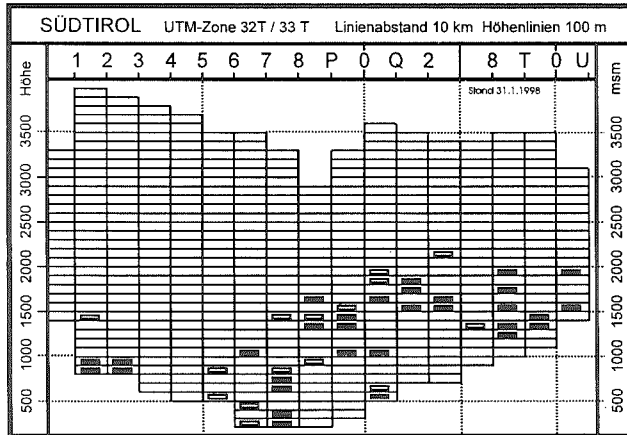 SÜDTIROL UTM-Zone 32T / 33 T Linienabstand 10 km Höhenlinien 100 m
Höhe 1 2 3 4 5 6 7 8 P 0 Q 2 8 T 0 U msm
Stand 31.1.1998
3500 3500
3000 3000
2500 2500
2000 2000
1500 1500
1000 1000
500 500